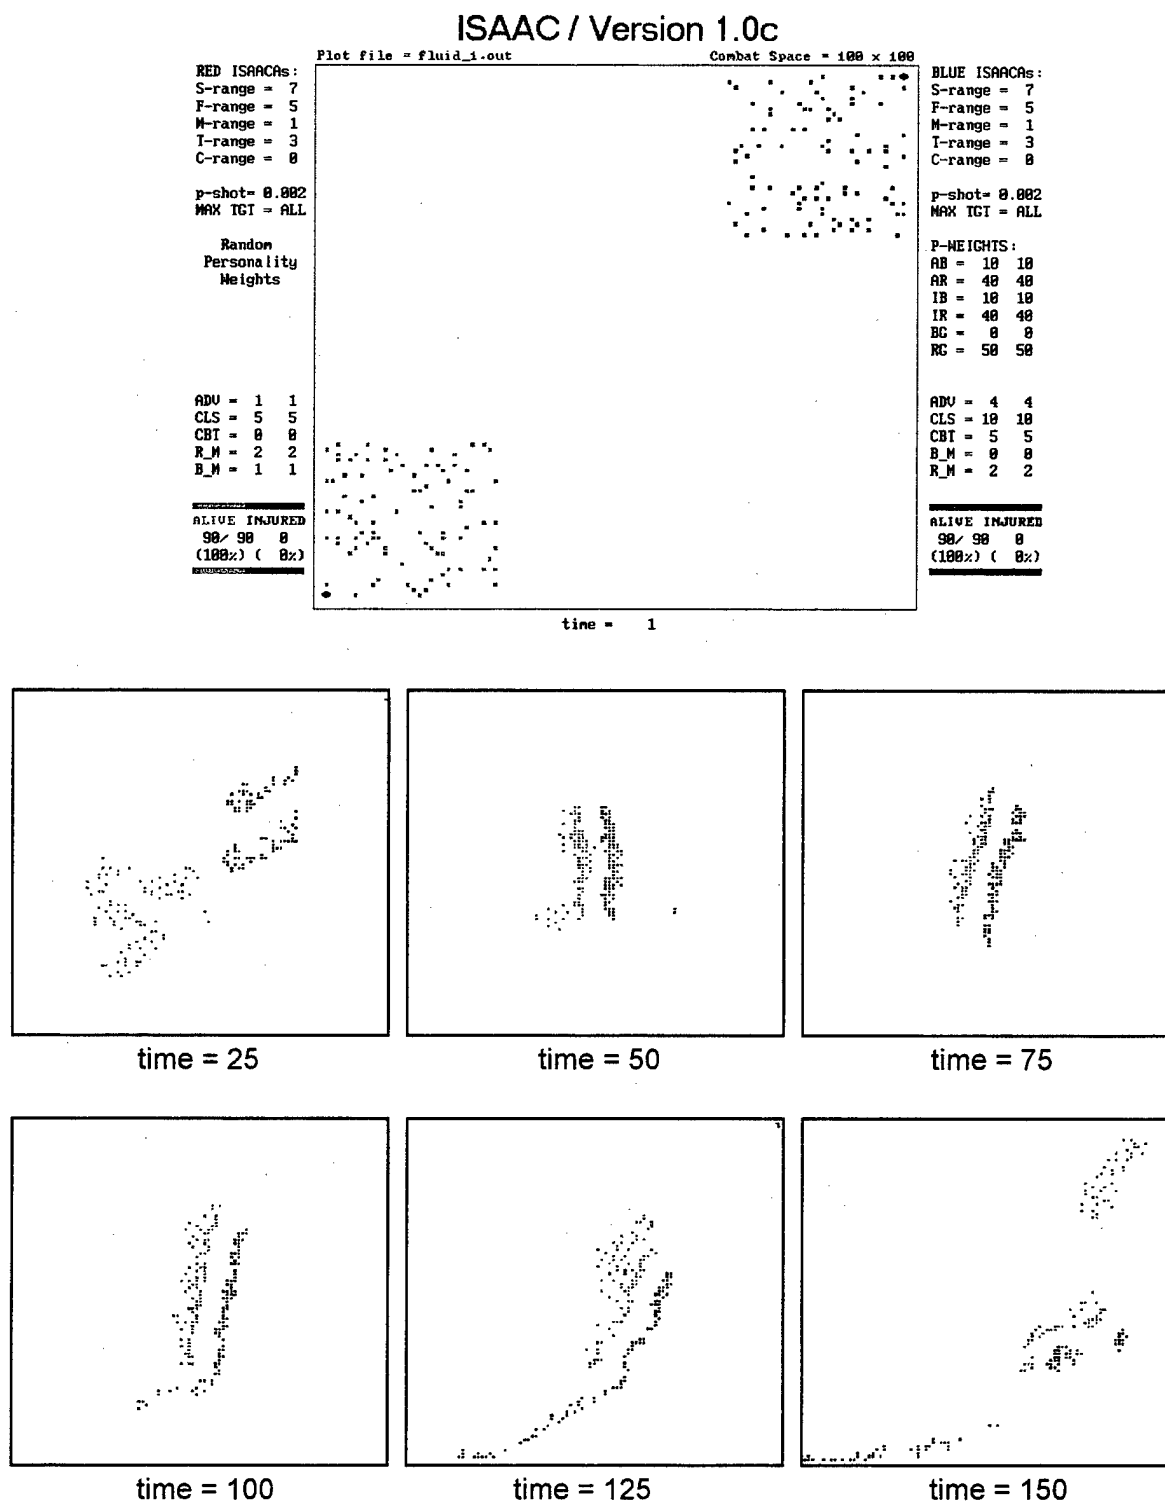 ISAAC / Version 1.0c
Plot file = fluid_i.out
Combat Space = 100 x 100
RED ISAACAs:
S-range = 7
F-range = 5
M-range = 1
T-range = 3
C-range = 0
p-shot= 0.002
MAX TGT = ALL
Random
Personality
Weights
ADV = 1 1
CLS = 5 5
CBT = 0 0
R_M = 2 2
B_M = 1 1
ALIVE INJURED
90/ 90 0
(100%) ( 0%)
BLUE ISAACAs:
S-range = 7
F-range = 5
M-range = 1
T-range = 3
C-range = 0
p-shot= 0.002
MAX TGT = ALL
P-WEIGHTS:
AB = 10 10
AR = 40 40
IB = 10 10
IR = 40 40
BG = 0 0
RG = 50 50
ADV = 4 4
CLS = 10 10
CBT = 5 5
B_M = 0 0
R_M = 2 2
ALIVE INJURED
90/ 90 0
(100%) ( 0%)
time = 1
time = 25
time = 50
time = 75
time = 100
time = 125
time = 150